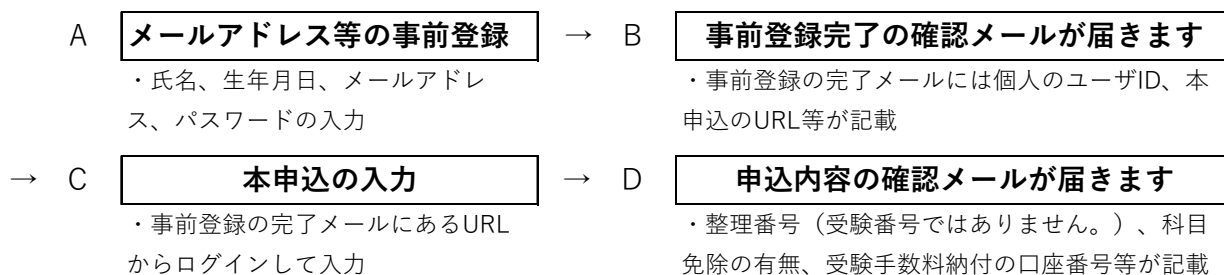 A メールアドレス等の事前登録 → B 事前登録完了の確認メールが届きます
・氏名、生年月日、メールアドレ
ス、パスワードの入力
・事前登録の完了メールには個人のユーザID、本
申込のURL等が記載
→ C 本申込の入力 → D 申込内容の確認メールが届きます
・事前登録の完了メールにあるURL
からログインして入力
・整理番号（受験番号ではありません。）、科目
免除の有無、受験手数料納付の口座番号等が記載